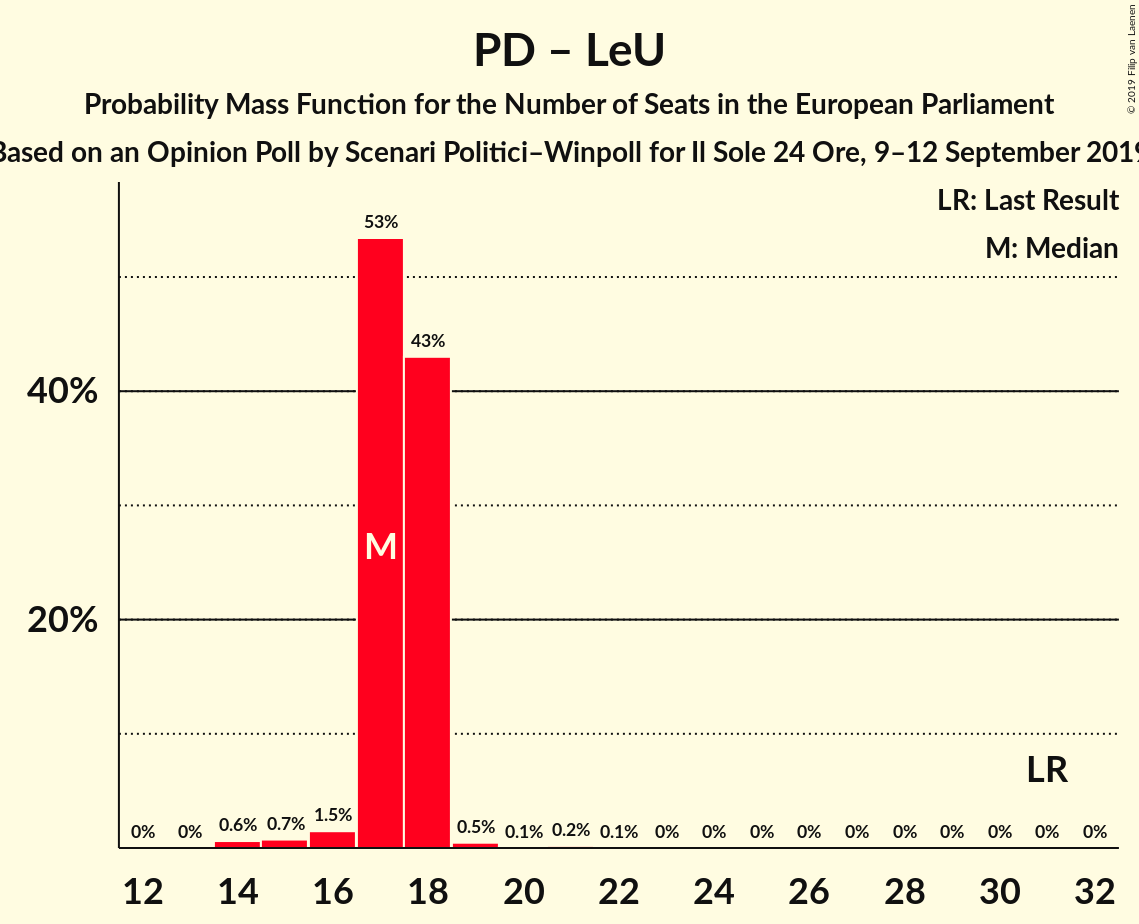 PD – LeU
Probability Mass Function for the Number of Seats in the European Parliament
Based on an Opinion Poll by Scenari Politici–Winpoll for Il Sole 24 Ore, 9–12 September 2019
© 2019 Filip van Laenen
LR: Last Result
M: Median
53%
43%
40%
M
20%
LR
0% 0% 0.6% 0.7% 1.5% 0.5% 0.1% 0.2% 0.1% 0% 0% 0% 0% 0% 0% 0% 0% 0% 0%
12 14 16 18 20 22 24 26 28 30 32